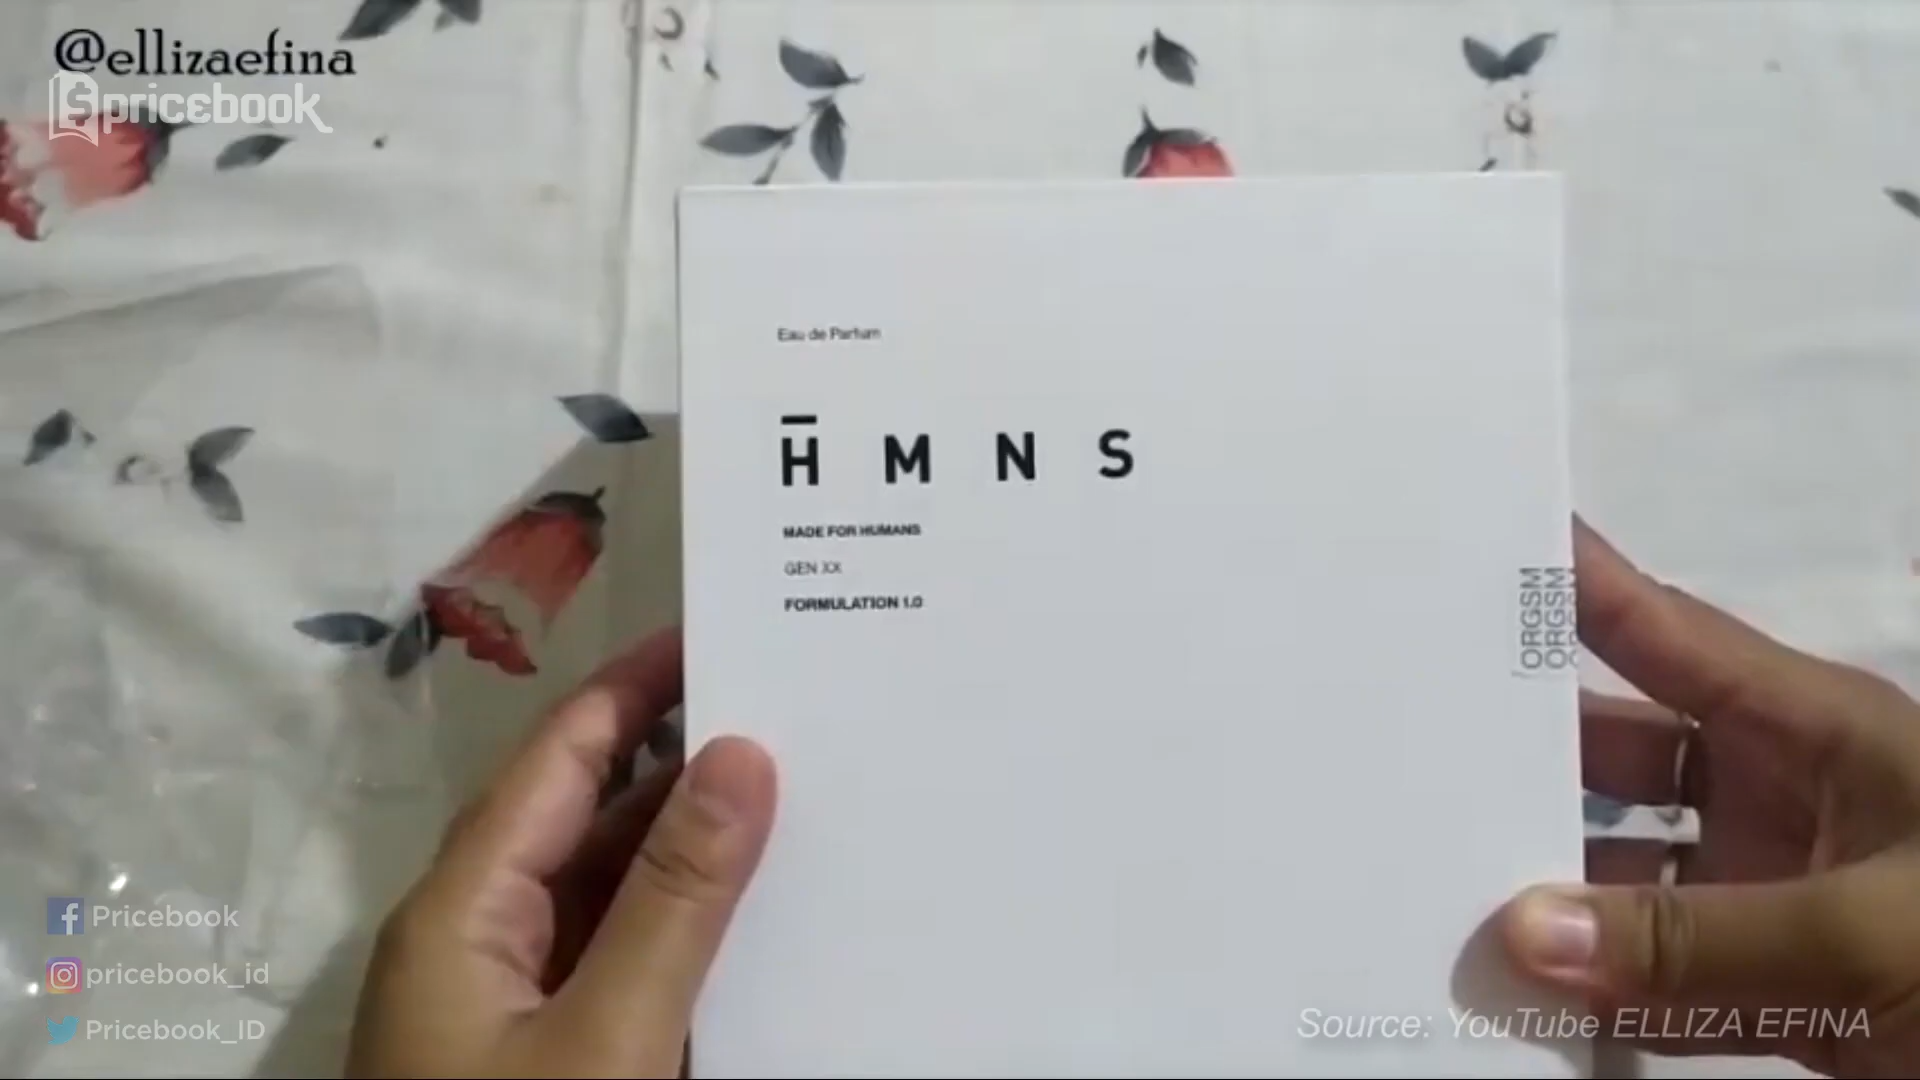 @ellizaefina
pricebook
Eau de Parfum
H M N S
MADE FOR HUMANS
GEN XX
FORMULATION 1.0
ORGSM
ORGSM
Pricebook
pricebook_id
Pricebook_ID
Source: YouTube ELLIZA EFINA